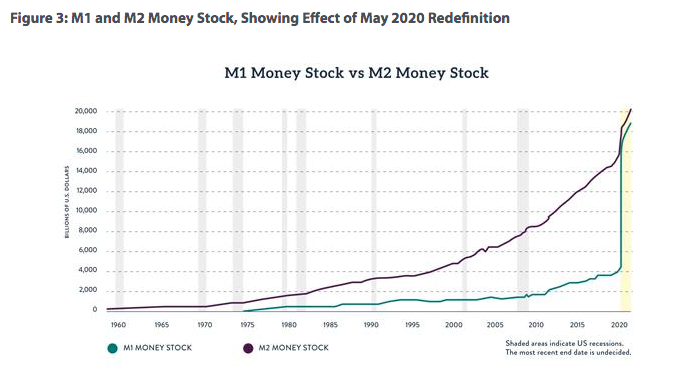 Figure 3: M1 and M2 Money Stock, Showing Effect of May 2020 Redefinition
M1 Money Stock vs M2 Money Stock
BILLIONS OF U.S. DOLLARS
20,000
18,000
16,000
14,000
12,000
10,000
8,000
6,000
4,000
2,000
0
1960 1965 1970 1975 1980 1985 1990 1995 2000 2005 2010 2015 2020
M1 MONEY STOCK M2 MONEY STOCK
Shaded areas indicate US recessions.
The most recent end date is undecided.